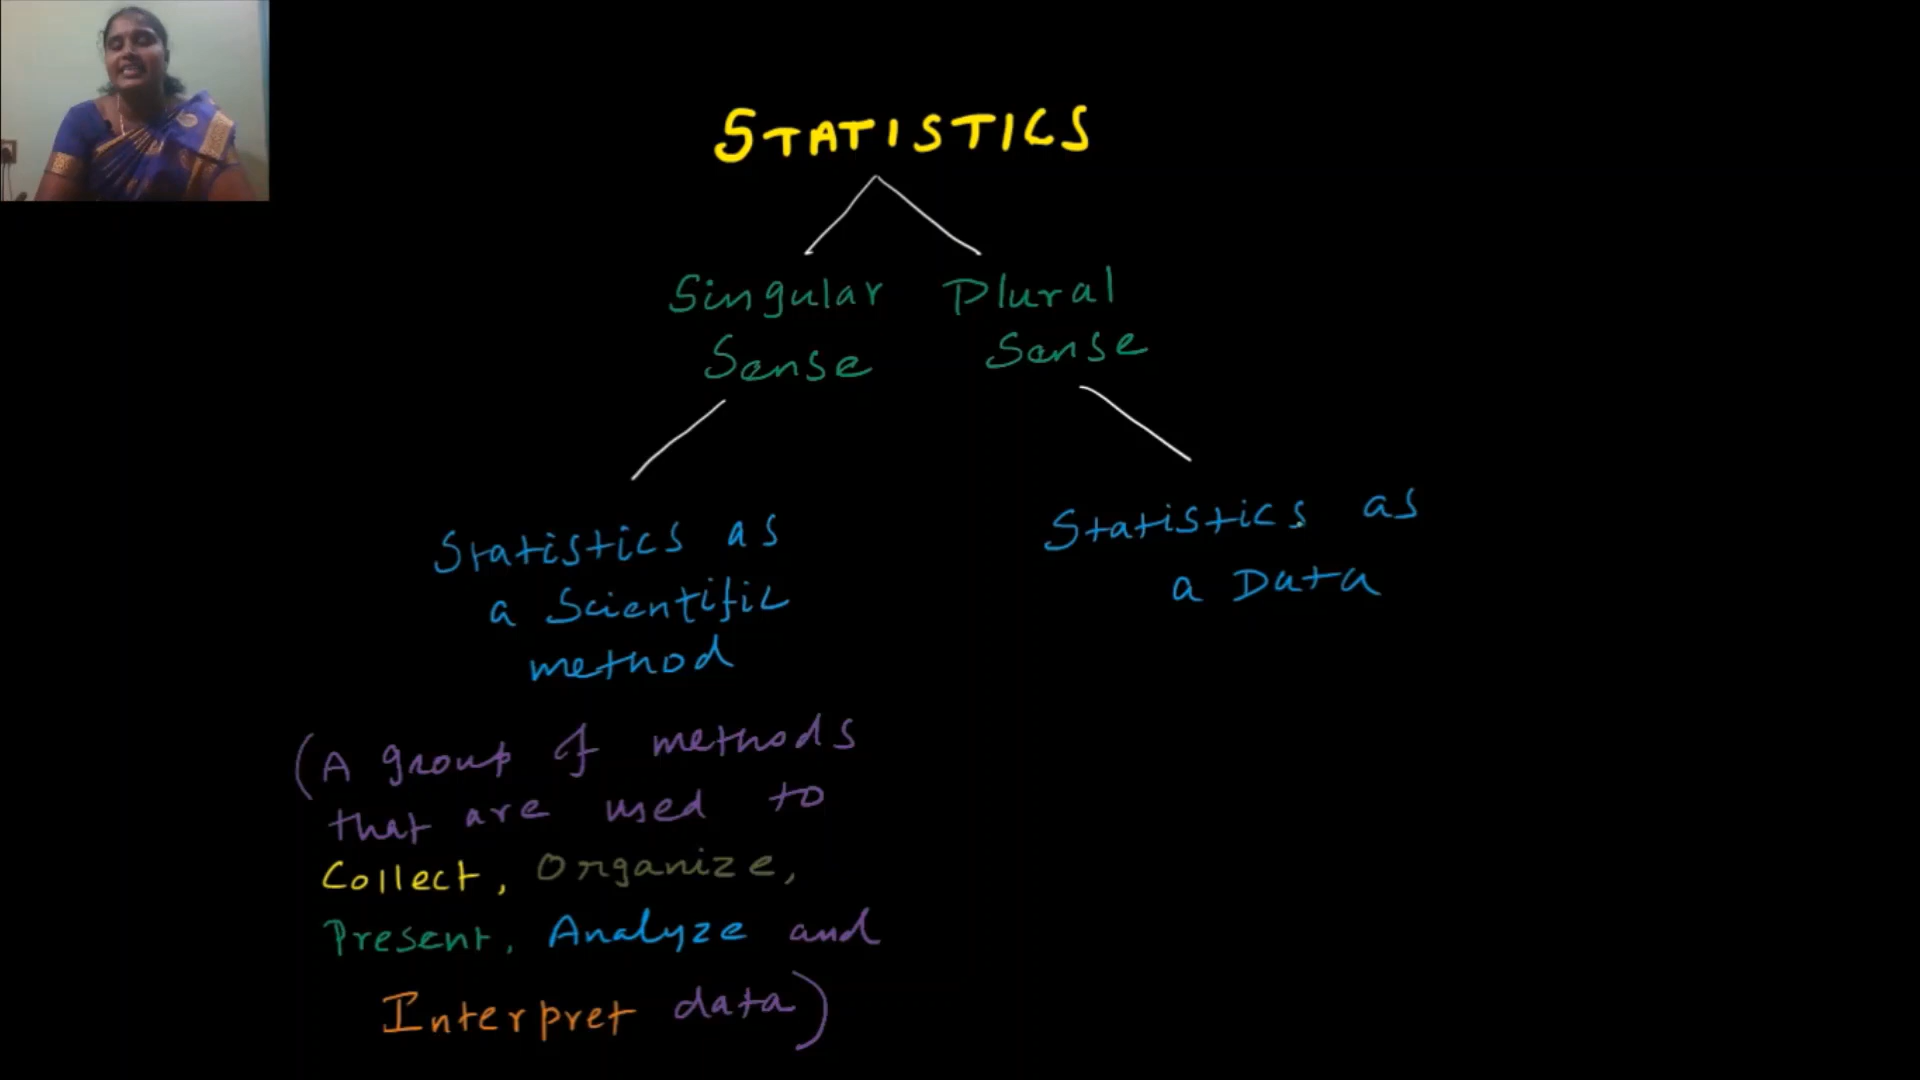 STATISTICS
Singular Plural
Sense Sense
Statistics as
a Scientific
method
Statistics as
a Data
(A group of methods
that are used to
Collect, Organize,
Present, Analyze and
Interpret data)